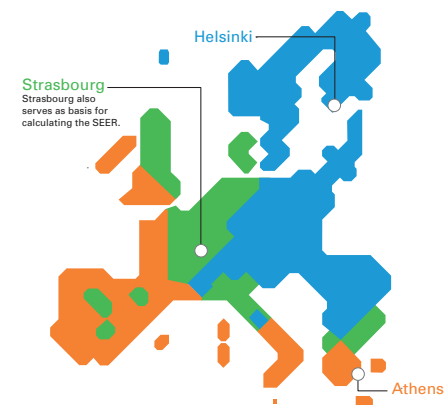 Helsinki
Strasbourg
Strasbourg also
serves as basis for
calculating the SEER.
Athens